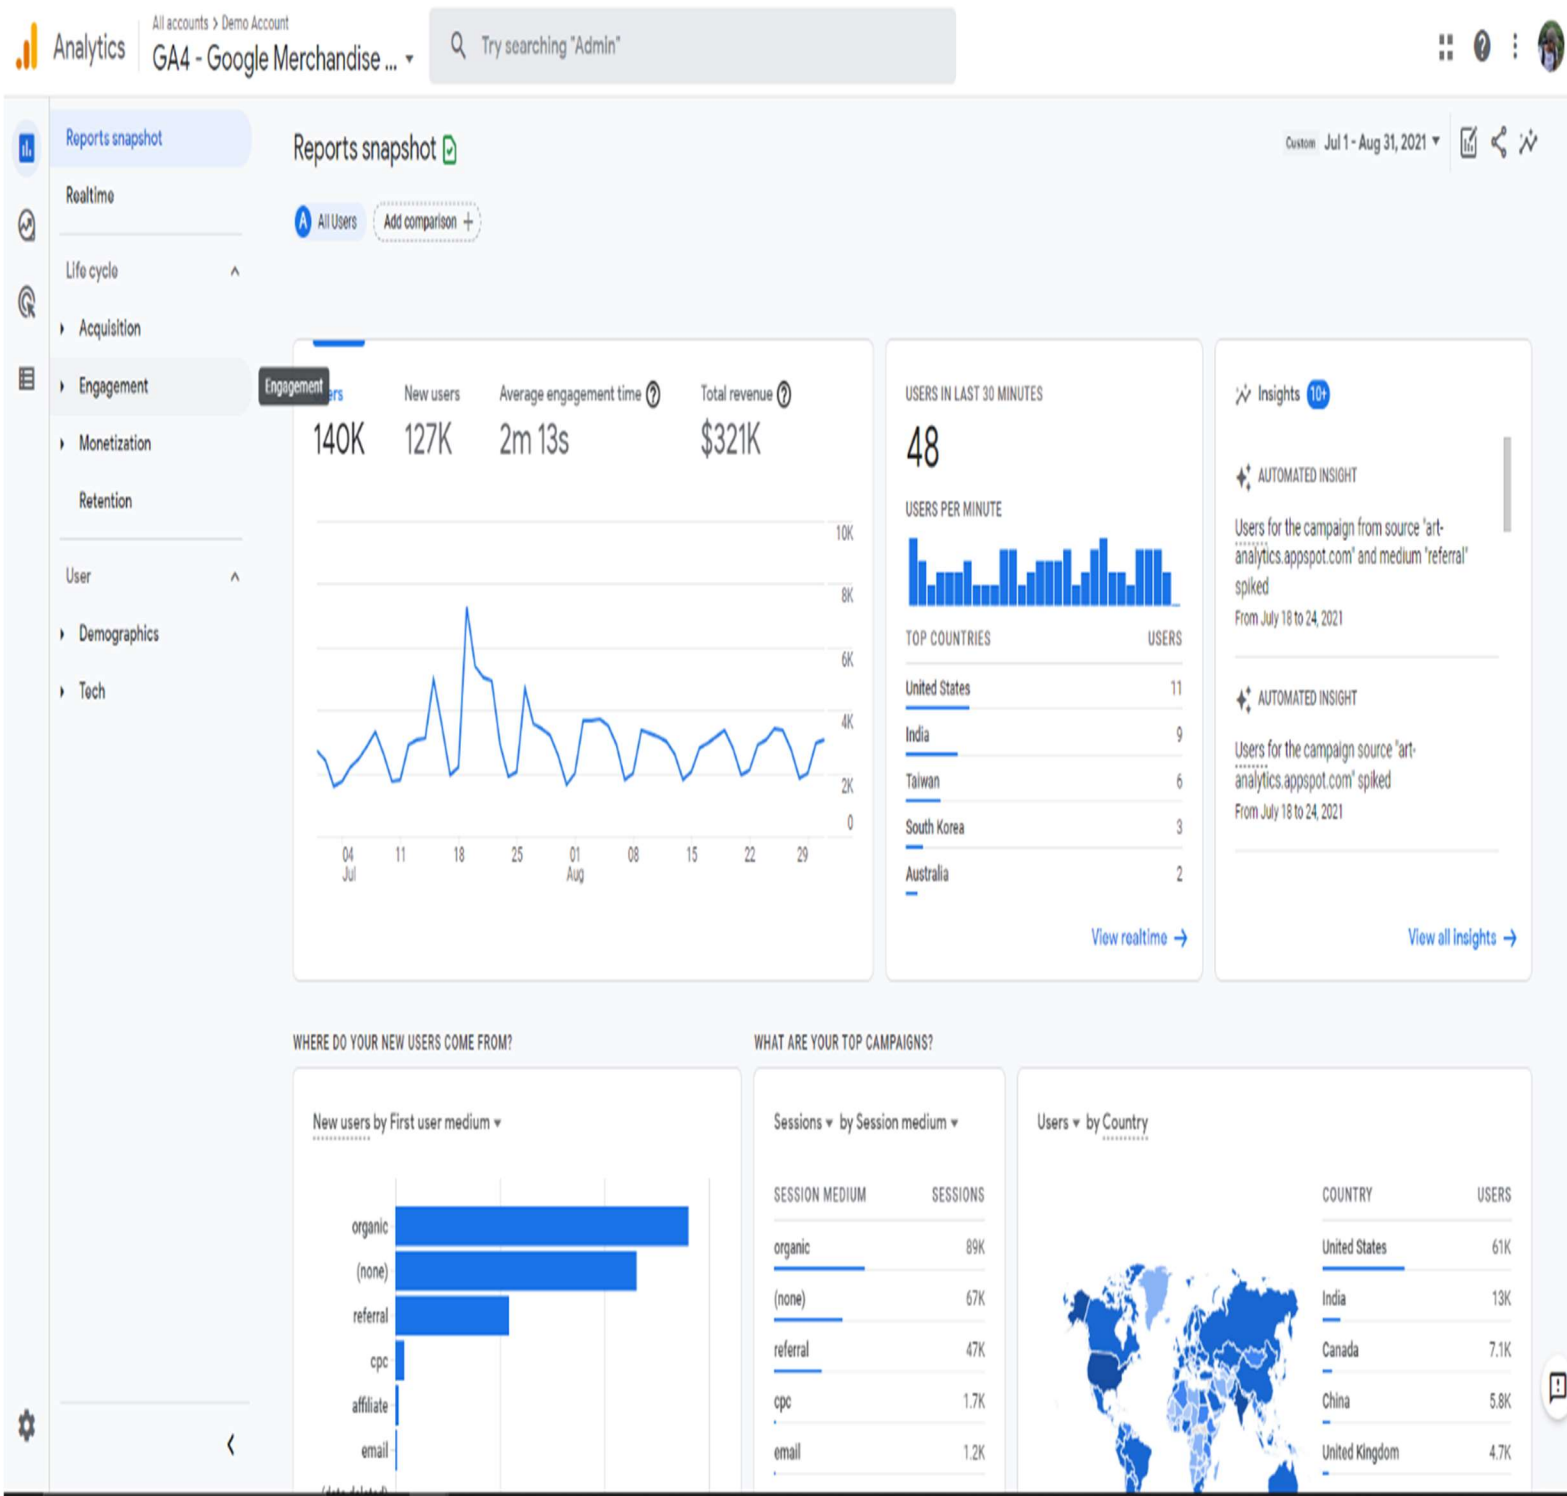 All accounts > Demo Account
Analytics
GA4 - Google Merchandise ...
Try searching "Admin"
Reports snapshot
Realtime
Life cycle
Acquisition
Engagement
Monetization
Retention
User
Demographics
Tech
Engagement
Reports snapshot
Custom Jul 1 - Aug 31, 2021
A All Users
Add comparison +
ers New users Average engagement time Total revenue
140K 127K 2m 13s $321K
10K
8K
6K
4K
2K
0
04 11 18 25 01 08 15 22 29
Jul Aug
USERS IN LAST 30 MINUTES
48
USERS PER MINUTE
TOP COUNTRIES USERS
United States 11
India 9
Taiwan 6
South Korea 3
Australia 2
View realtime
Insights 10+
AUTOMATED INSIGHT
Users for the campaign from source "art-
analytics.appspot.com" and medium "referral"
spiked
From July 18 to 24, 2021
AUTOMATED INSIGHT
Users for the campaign source "art-
analytics.appspot.com" spiked
From July 18 to 24, 2021
View all insights
WHERE DO YOUR NEW USERS COME FROM?
New users by First user medium
organic
(none)
referral
cpc
affiliate
email
(data deleted)
WHAT ARE YOUR TOP CAMPAIGNS?
Sessions by Session medium
SESSION MEDIUM SESSIONS
organic 89K
(none) 67K
referral 47K
cpc 1.7K
email 1.2K
Users by Country
COUNTRY USERS
United States 61K
India 13K
Canada 7.1K
China 5.8K
United Kingdom 4.7K